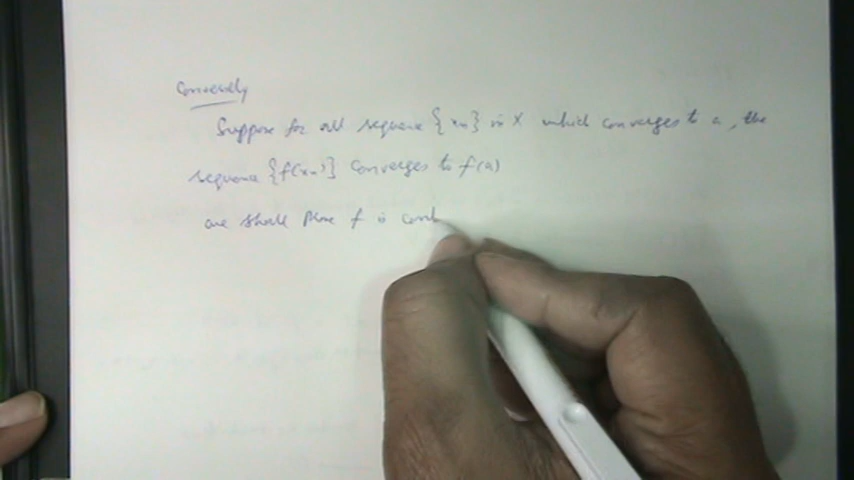 Conversely
Suppose for all sequence {xn} in X which converges to a, the
sequence {f(xn)} converges to f(a)
we shall prove f is cont